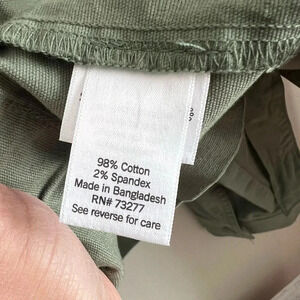 98% Cotton
2% Spandex
Made in Bangladesh
RN# 73277
See reverse for care